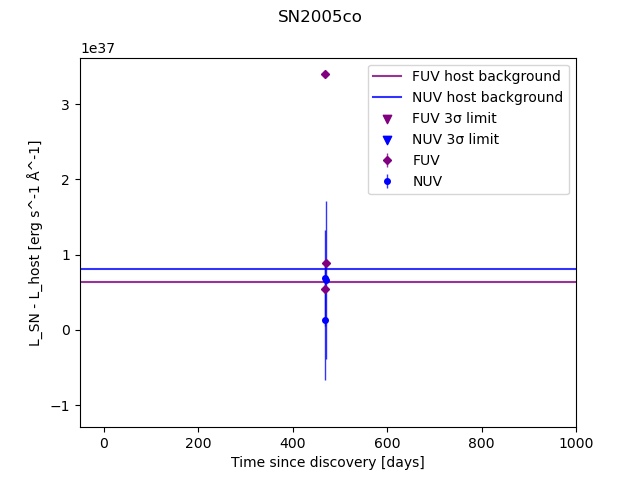 SN2005co
1e37
L_SN - L_host [erg s^-1 Å^-1]
3
2
1
0
−1
FUV host background
NUV host background
FUV 3σ limit
NUV 3σ limit
FUV
NUV
0 200 400 600 800 1000
Time since discovery [days]